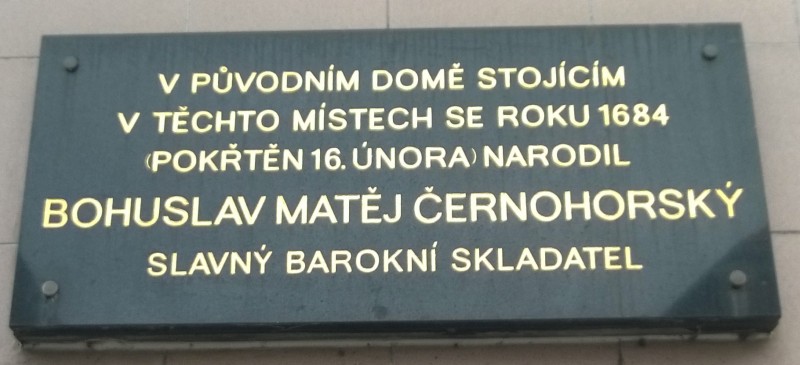 V PŮVODNÍM DOMĚ STOJÍCÍM
V TĚCHTO MÍSTECH SE ROKU 1684
(POKŘTĚN 16. ÚNORA) NARODIL
BOHUSLAV MATĚJ ČERNOHORSKÝ
SLAVNÝ BAROKNÍ SKLADATEL